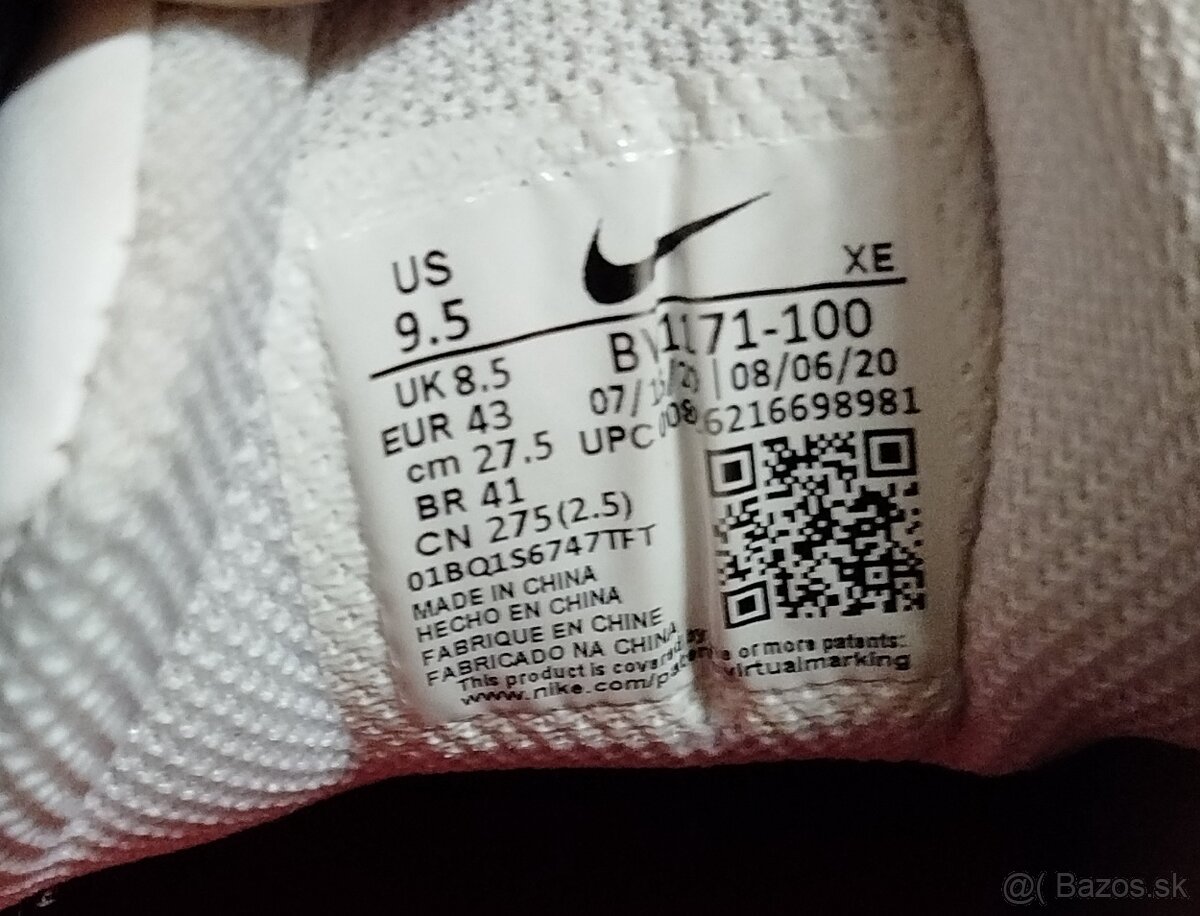 US
9.5
XE
UK 8.5
EUR 43
cm 27.5
BR 41
CN 275(2.5)
01BQ1S6747TFT
71-100
08/06/20
UPC
6216698981
MADE IN CHINA
HECHO EN CHINA
FABRIQUE EN CHINE
FABRICADO NA CHINA
This product is covered by or more patents:
www.nike.com/ virtualmarking
@( Bazos.sk